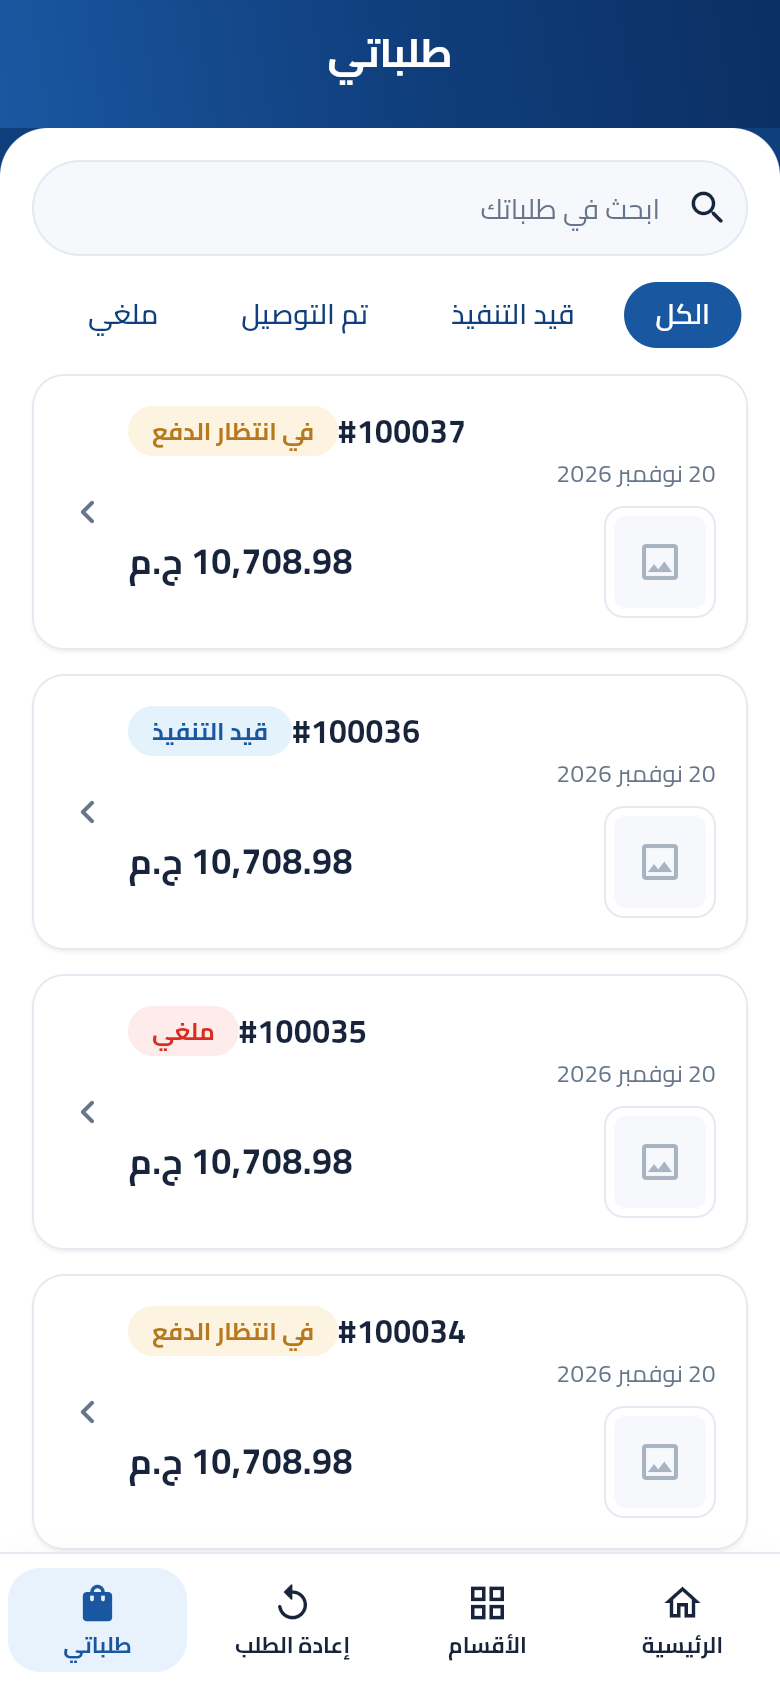 طلباتي
ابحث في طلباتك
الكل
قيد التنفيذ
تم التوصيل
ملغي
#100037 في انتظار الدفع
20 نوفمبر 2026
10,708.98 ج.م
#100036 قيد التنفيذ
20 نوفمبر 2026
10,708.98 ج.م
#100035 ملغي
20 نوفمبر 2026
10,708.98 ج.م
#100034 في انتظار الدفع
20 نوفمبر 2026
10,708.98 ج.م
الرئيسية
الأقسام
إعادة الطلب
طلباتي